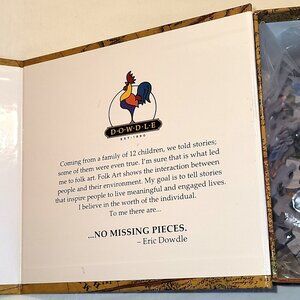 DOWDLE
EST·1990
Coming from a family of 12 children, we told stories;
some of them were even true. I'm sure that is what led
me to folk art. Folk Art shows the interaction between
people and their environment. My goal is to tell stories
that inspire people to live meaningful and engaged lives.
I believe in the worth of the individual.
To me there are...
...NO MISSING PIECES.
– Eric Dowdle